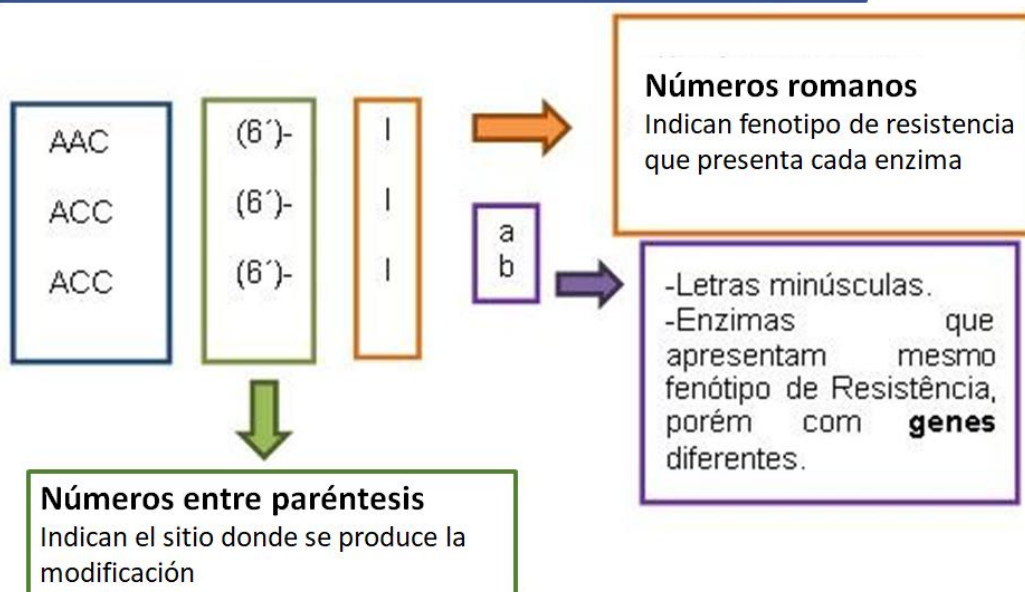 AAC (6´)- I
ACC (6´)- I
ACC (6´)- I
a
b
Números romanos
Indican fenotipo de resistencia
que presenta cada enzima
-Letras minúsculas.
-Enzimas que
apresentam mesmo
fenótipo de Resistência,
porém com genes
diferentes.
Números entre paréntesis
Indican el sitio donde se produce la
modificación